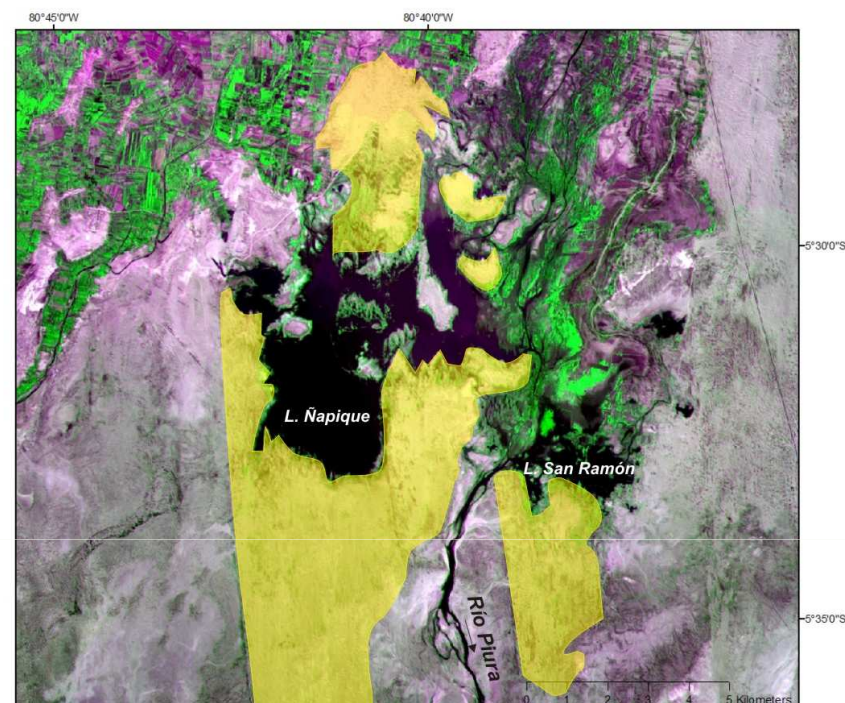 80°45'0"W 80°40'0"W
5°30'0"S
L. Ñapique
L. San Ramón
5°35'0"S
Río Piura
0 1 2 3 4 5 Kilometers